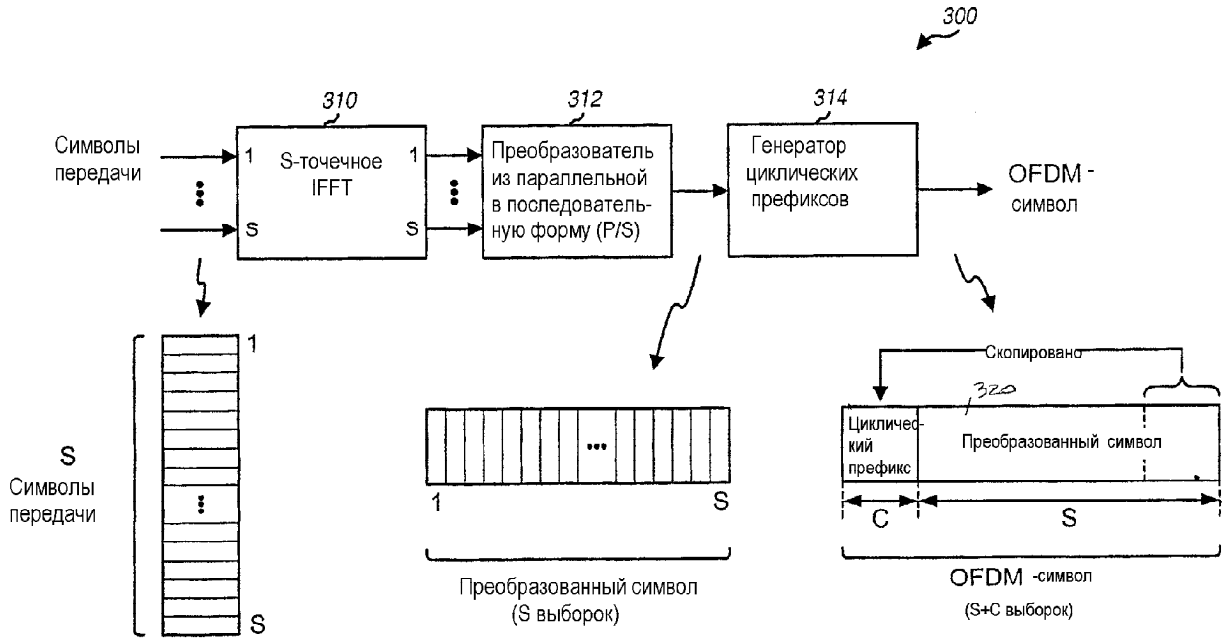 300
310
312
314
Символы
передачи
1
S
S-точечное
IFFT
1
S
Преобразователь
из параллельной
в последователь-
ную форму (P/S)
Генератор
циклических
префиксов
OFDM -
символ
S
Символы
передачи
1
S
1
S
Преобразованный символ
(S выборок)
Скопировано
320
Цикличес-
кий
префикс
Преобразованный символ
C
S
OFDM -символ
(S+C выборок)